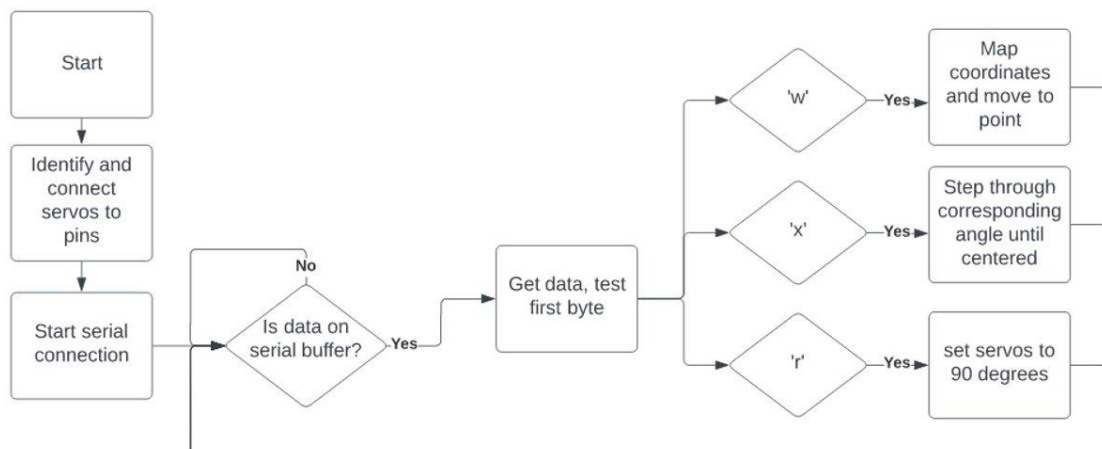 Start
Identify and
connect
servos to
pins
Start serial
connection
No
Is data on
serial buffer?
Yes
Get data, test
first byte
'w'
Yes
Map
coordinates
and move to
point
'x'
Yes
Step through
corresponding
angle until
centered
'r'
Yes
set servos to
90 degrees